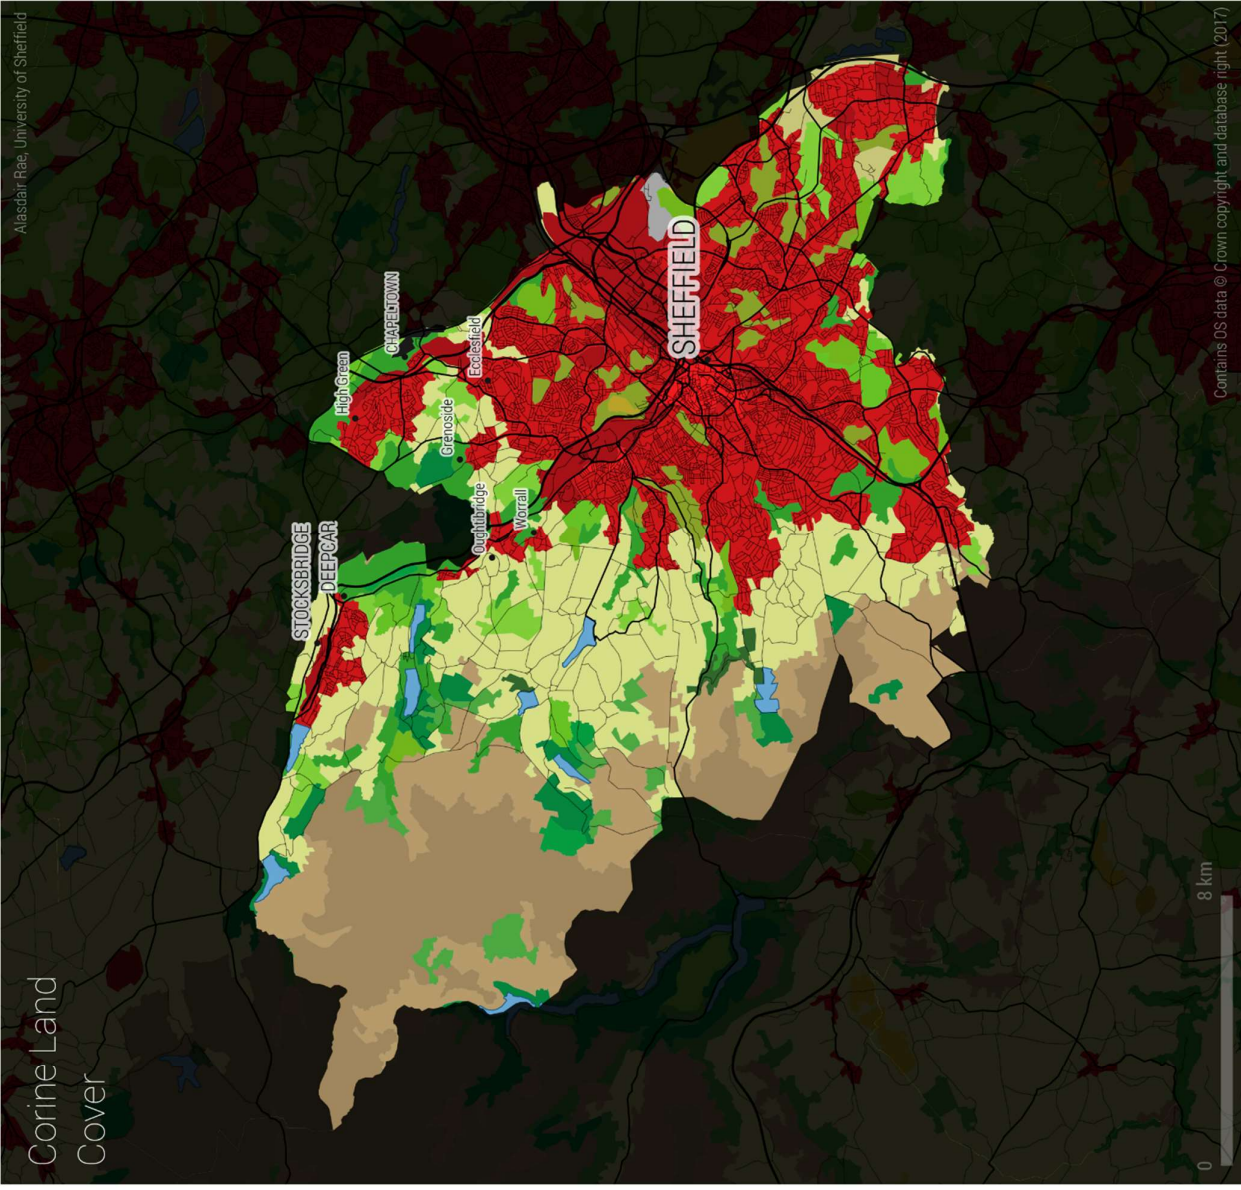 Corine Land
Cover
Alasdair Rae, University of Sheffield
STOCKSBRIDGE
DEEPCAR
High Green
CHAPELTOWN
Grenoside
Ecclesfield
Oughtibridge
Worrall
SHEFFIELD
0
8 km
Contains OS data © Crown copyright and database right (2017)